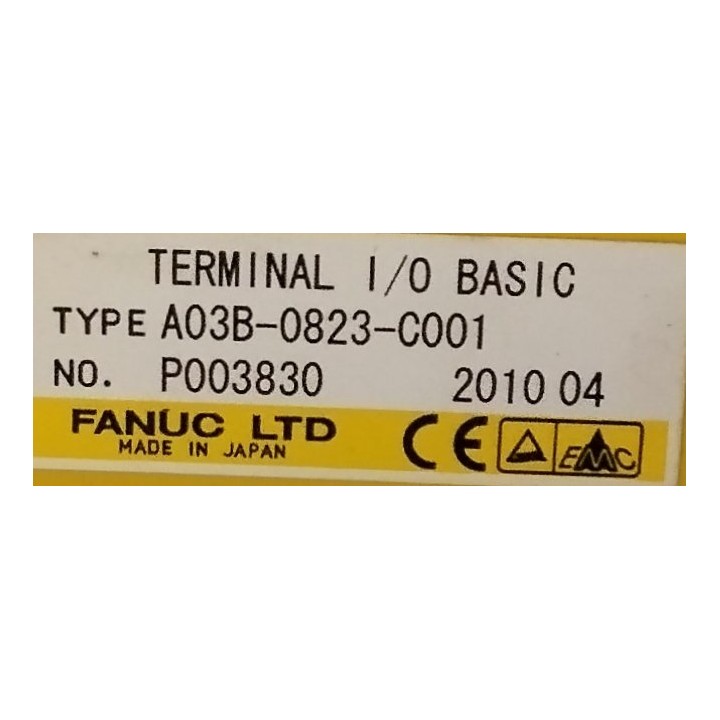 TERMINAL I/O BASIC
TYPE A03B-0823-C001
NO. P003830 2010 04
FANUC LTD
MADE IN JAPAN
CE EMC